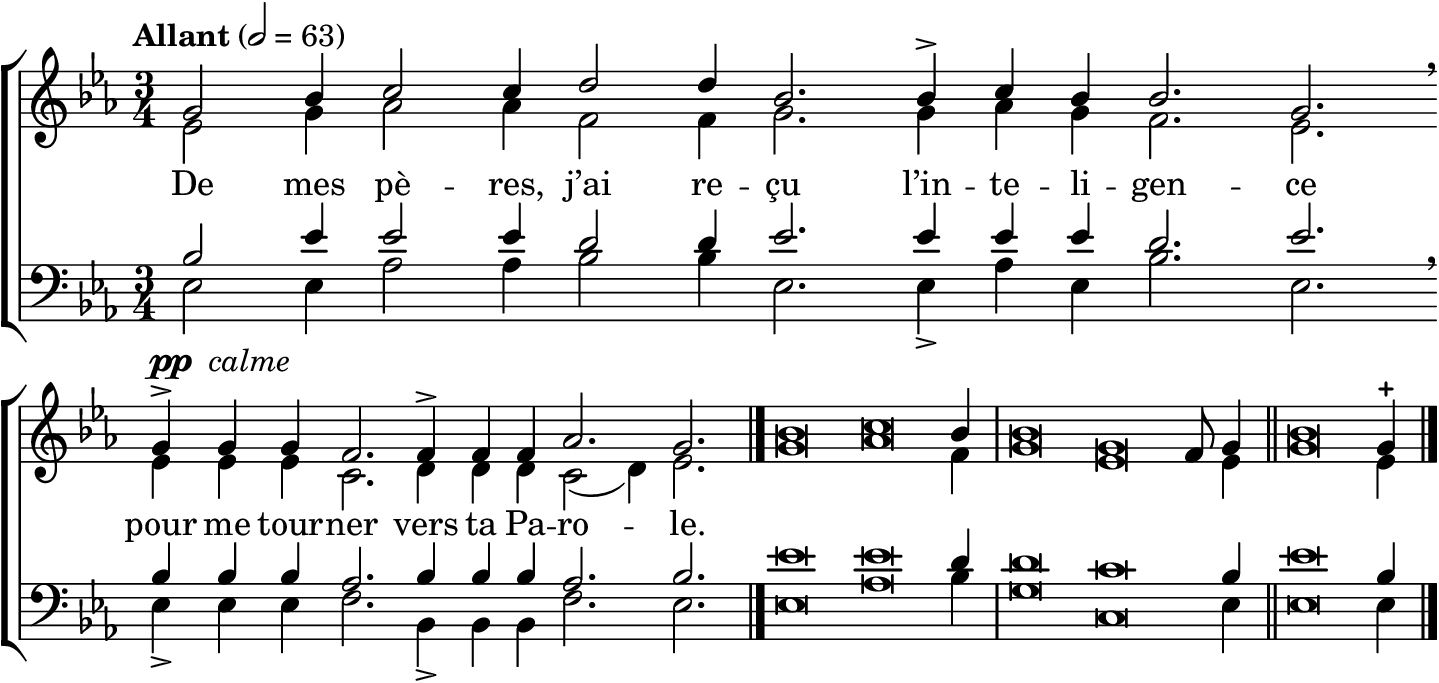 Allant (𝅗𝅥 = 63)
De mes pè - res, j’ai re - çu l’in - te - li - gen - ce
pp calme
pour me tour-ner vers ta Pa - ro - le.